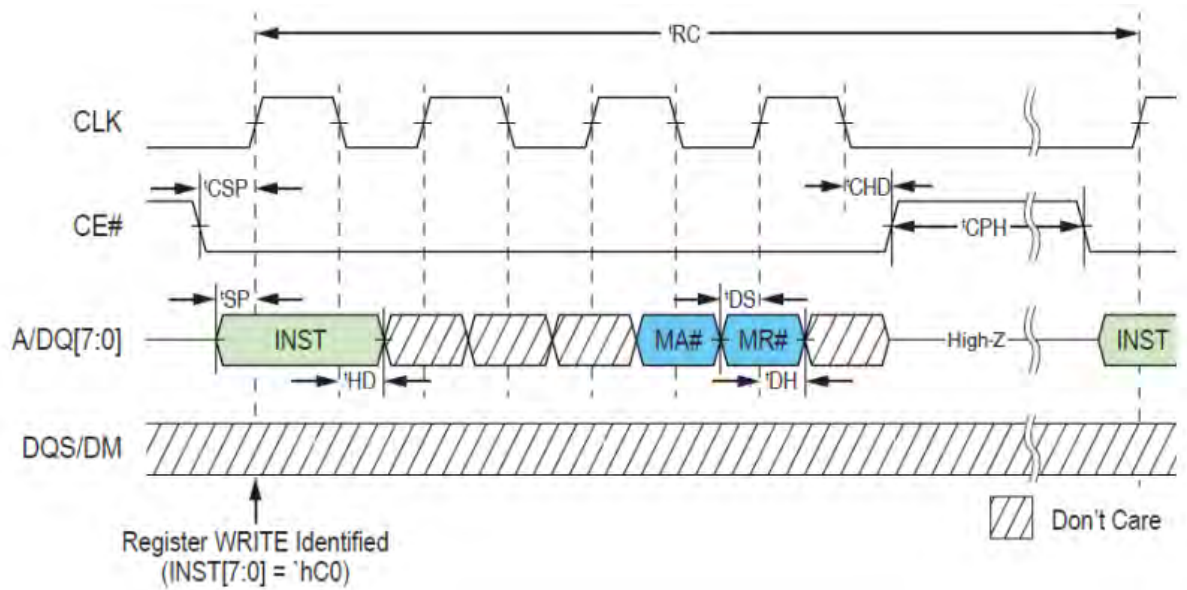 tRC
CLK
tCSP
tCHD
CE#
tCPH
tSP
tDS
A/DQ[7:0]
INST
MA#
MR#
High-Z
INST
tHD
tDH
DQS/DM
Register WRITE Identified
(INST[7:0] = `hC0)
Don't Care